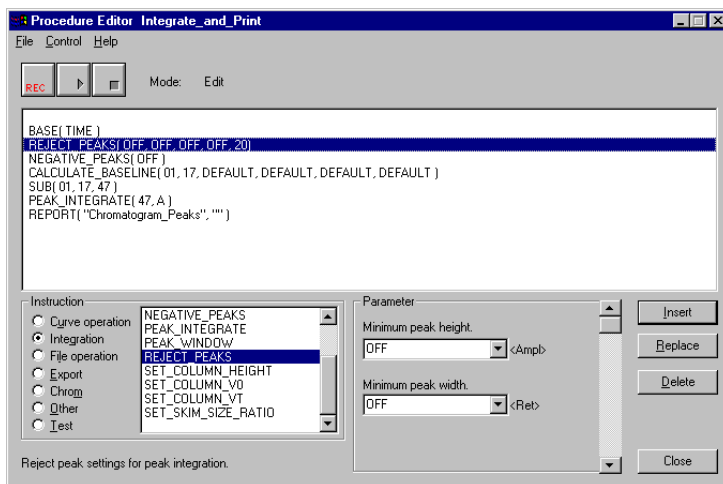 Procedure Editor Integrate_and_Print
File Control Help
REC Mode: Edit
BASE( TIME )
REJECT_PEAKS( OFF, OFF, OFF, OFF, 20)
NEGATIVE_PEAKS( OFF )
CALCULATE_BASELINE( 01, 17, DEFAULT, DEFAULT, DEFAULT, DEFAULT )
SUB( 01, 17, 47 )
PEAK_INTEGRATE( 47, A )
REPORT( "Chromatogram_Peaks", "" )
Instruction
Curve operation
Integration
File operation
Export
Chrom
Other
Test
NEGATIVE_PEAKS
PEAK_INTEGRATE
PEAK_WINDOW
REJECT_PEAKS
SET_COLUMN_HEIGHT
SET_COLUMN_V0
SET_COLUMN_VT
SET_SKIM_SIZE_RATIO
Parameter
Minimum peak height.
OFF <Ampl>
Minimum peak width.
OFF <Ret>
Insert
Replace
Delete
Close
Reject peak settings for peak integration.